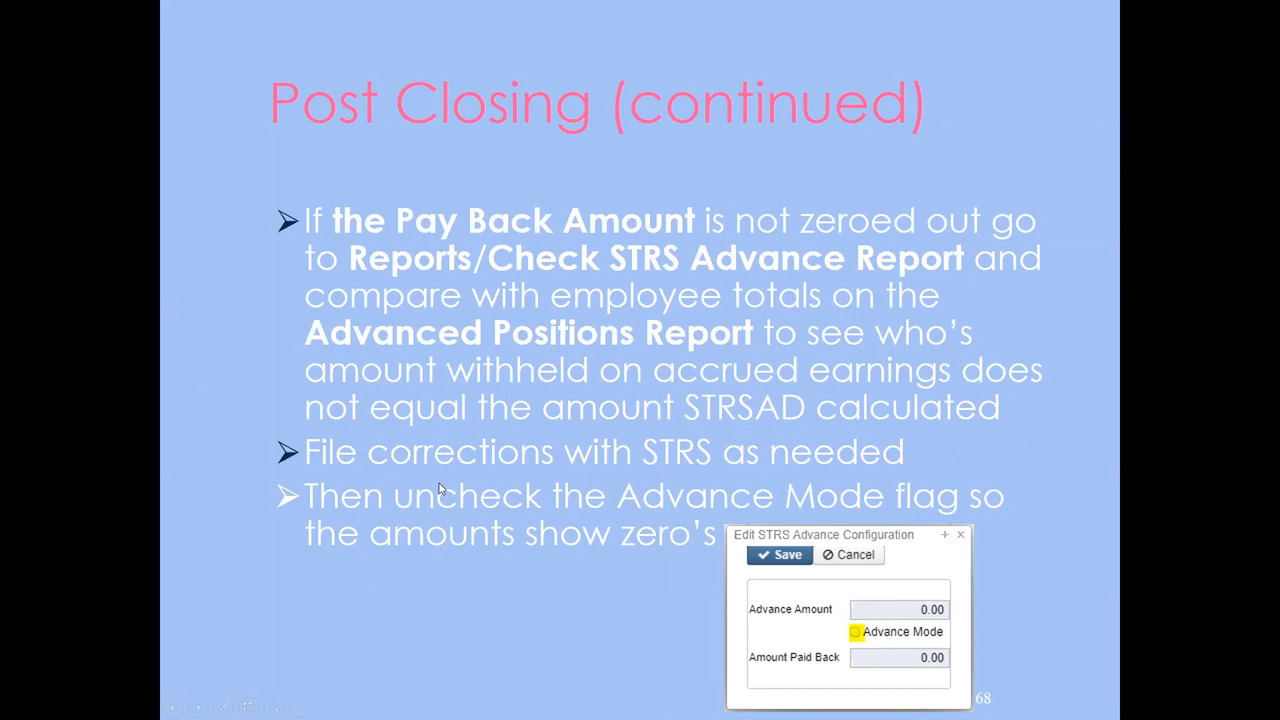 Post Closing (continued)
If the Pay Back Amount is not zeroed out go
to Reports/Check STRS Advance Report and
compare with employee totals on the
Advanced Positions Report to see who’s
amount withheld on accrued earnings does
not equal the amount STRSAD calculated
File corrections with STRS as needed
Then uncheck the Advance Mode flag so
the amounts show zero’s
Edit STRS Advance Configuration
Save Cancel
Advance Amount 0.00
Advance Mode
Amount Paid Back 0.00
68